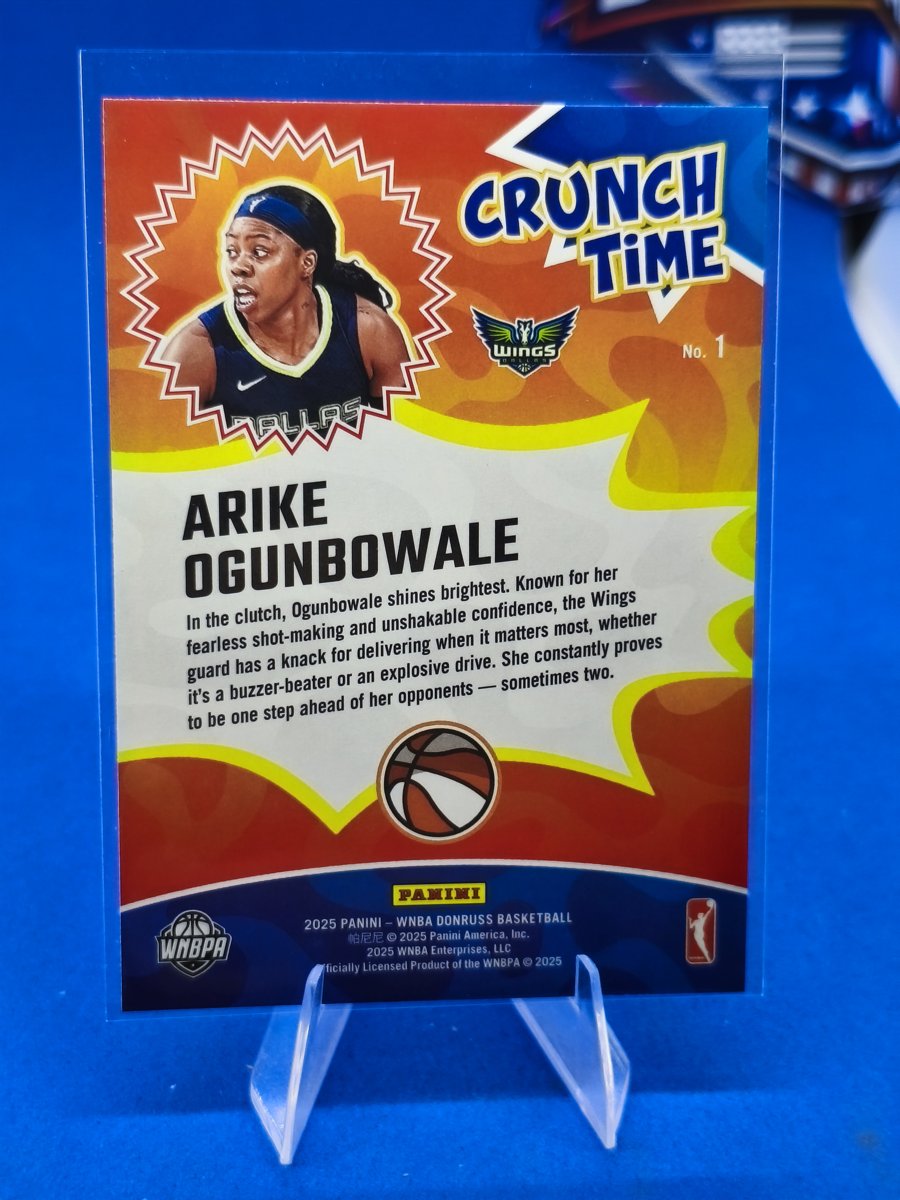 CRUNCH
TiME
WINGS
DALLAS
No. 1
DALLAS
ARIKE
OGUNBOWALE
In the clutch, Ogunbowale shines brightest. Known for her
fearless shot-making and unshakable confidence, the Wings
guard has a knack for delivering when it matters most, whether
it's a buzzer-beater or an explosive drive. She constantly proves
to be one step ahead of her opponents — sometimes two.
PANINI
2025 PANINI – WNBA DONRUSS BASKETBALL
帕尼尼 © 2025 Panini America, Inc.
2025 WNBA Enterprises, LLC
fficially Licensed Product of the WNBPA © 2025
WNBPA